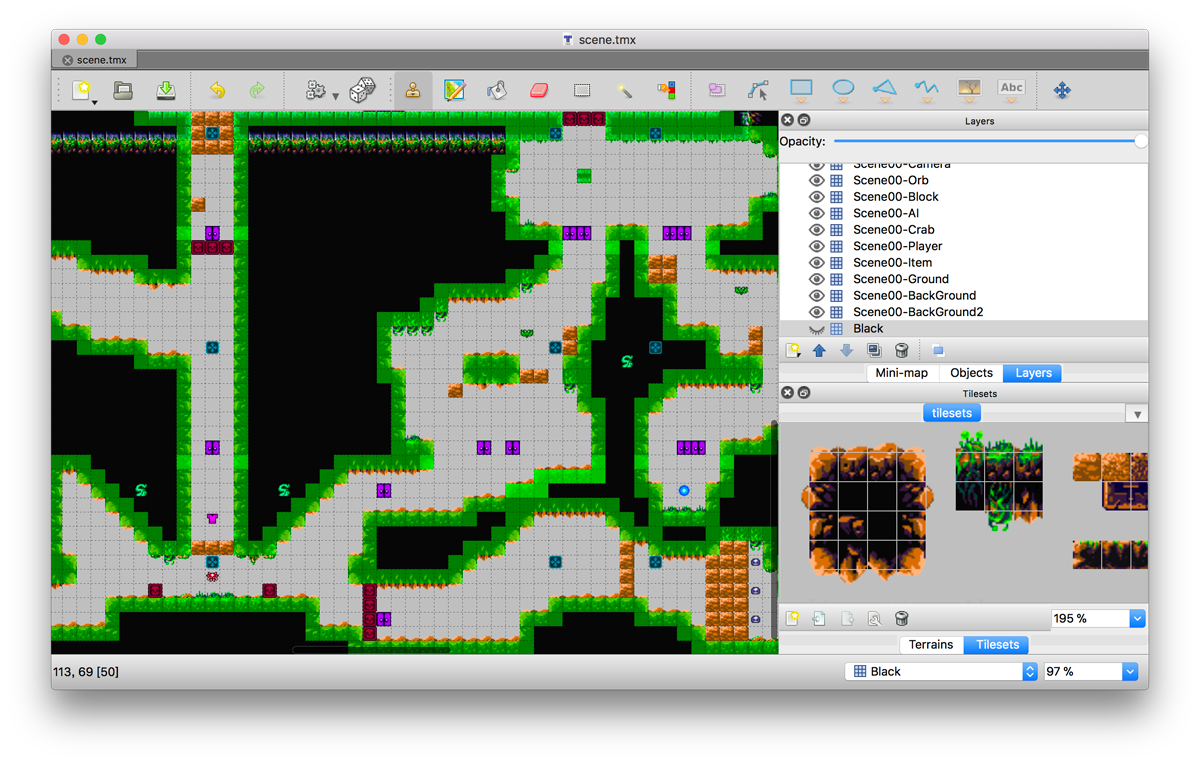 scene.tmx
scene.tmx
Abc
Layers
Opacity:
Scene00-Camera
Scene00-Orb
Scene00-Block
Scene00-AI
Scene00-Crab
Scene00-Player
Scene00-Item
Scene00-Ground
Scene00-BackGround
Scene00-BackGround2
Black
Mini-map Objects Layers
Tilesets
tilesets
195 %
Terrains Tilesets
113, 69 [50] Black 97 %